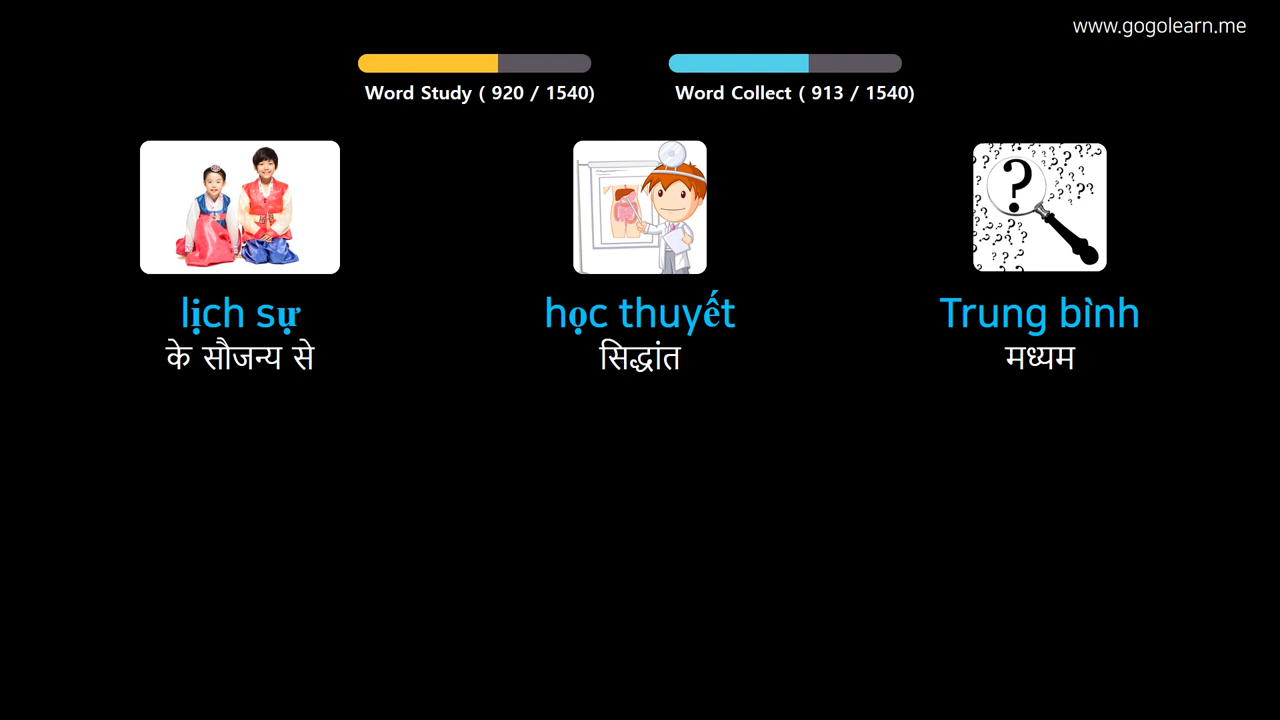 www.gogolearn.me
Word Study ( 920 / 1540)
Word Collect ( 913 / 1540)
lịch sự
học thuyết
Trung bình
के सौजन्य से
सिद्धांत
मध्यम